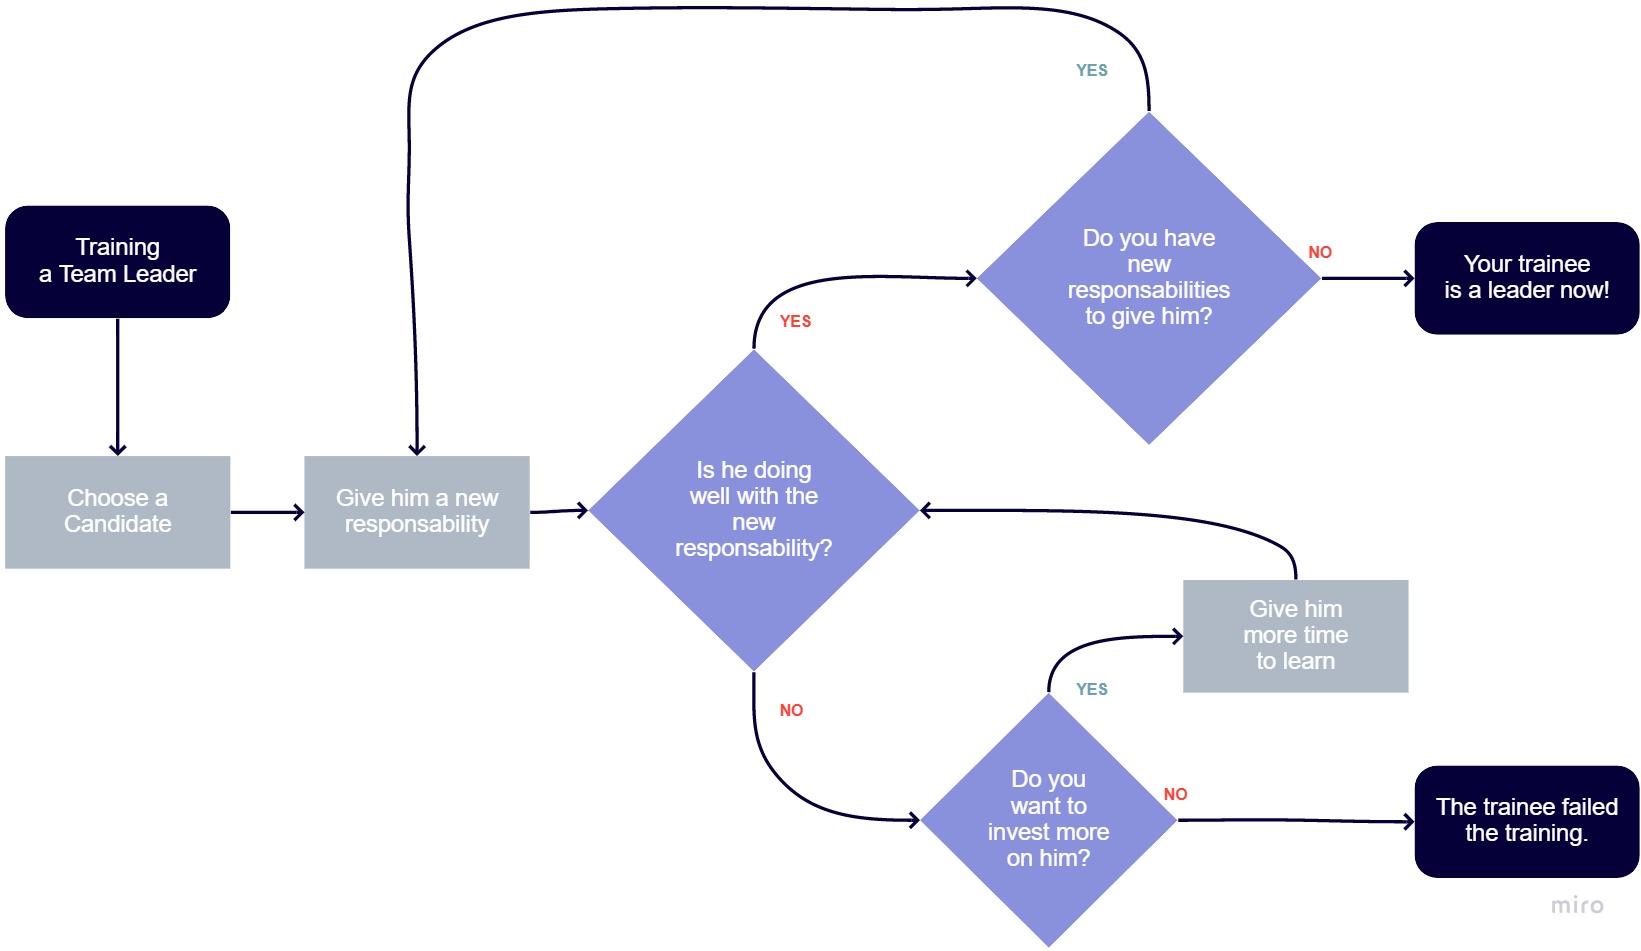 YES
Training
a Team Leader
Do you have
new
responsabilities
to give him?
NO
Your trainee
is a leader now!
YES
Choose a
Candidate
Give him a new
responsability
Is he doing
well with the
new
responsability?
Give him
more time
to learn
YES
NO
Do you
want to
invest more
on him?
NO
The trainee failed
the training.
miro